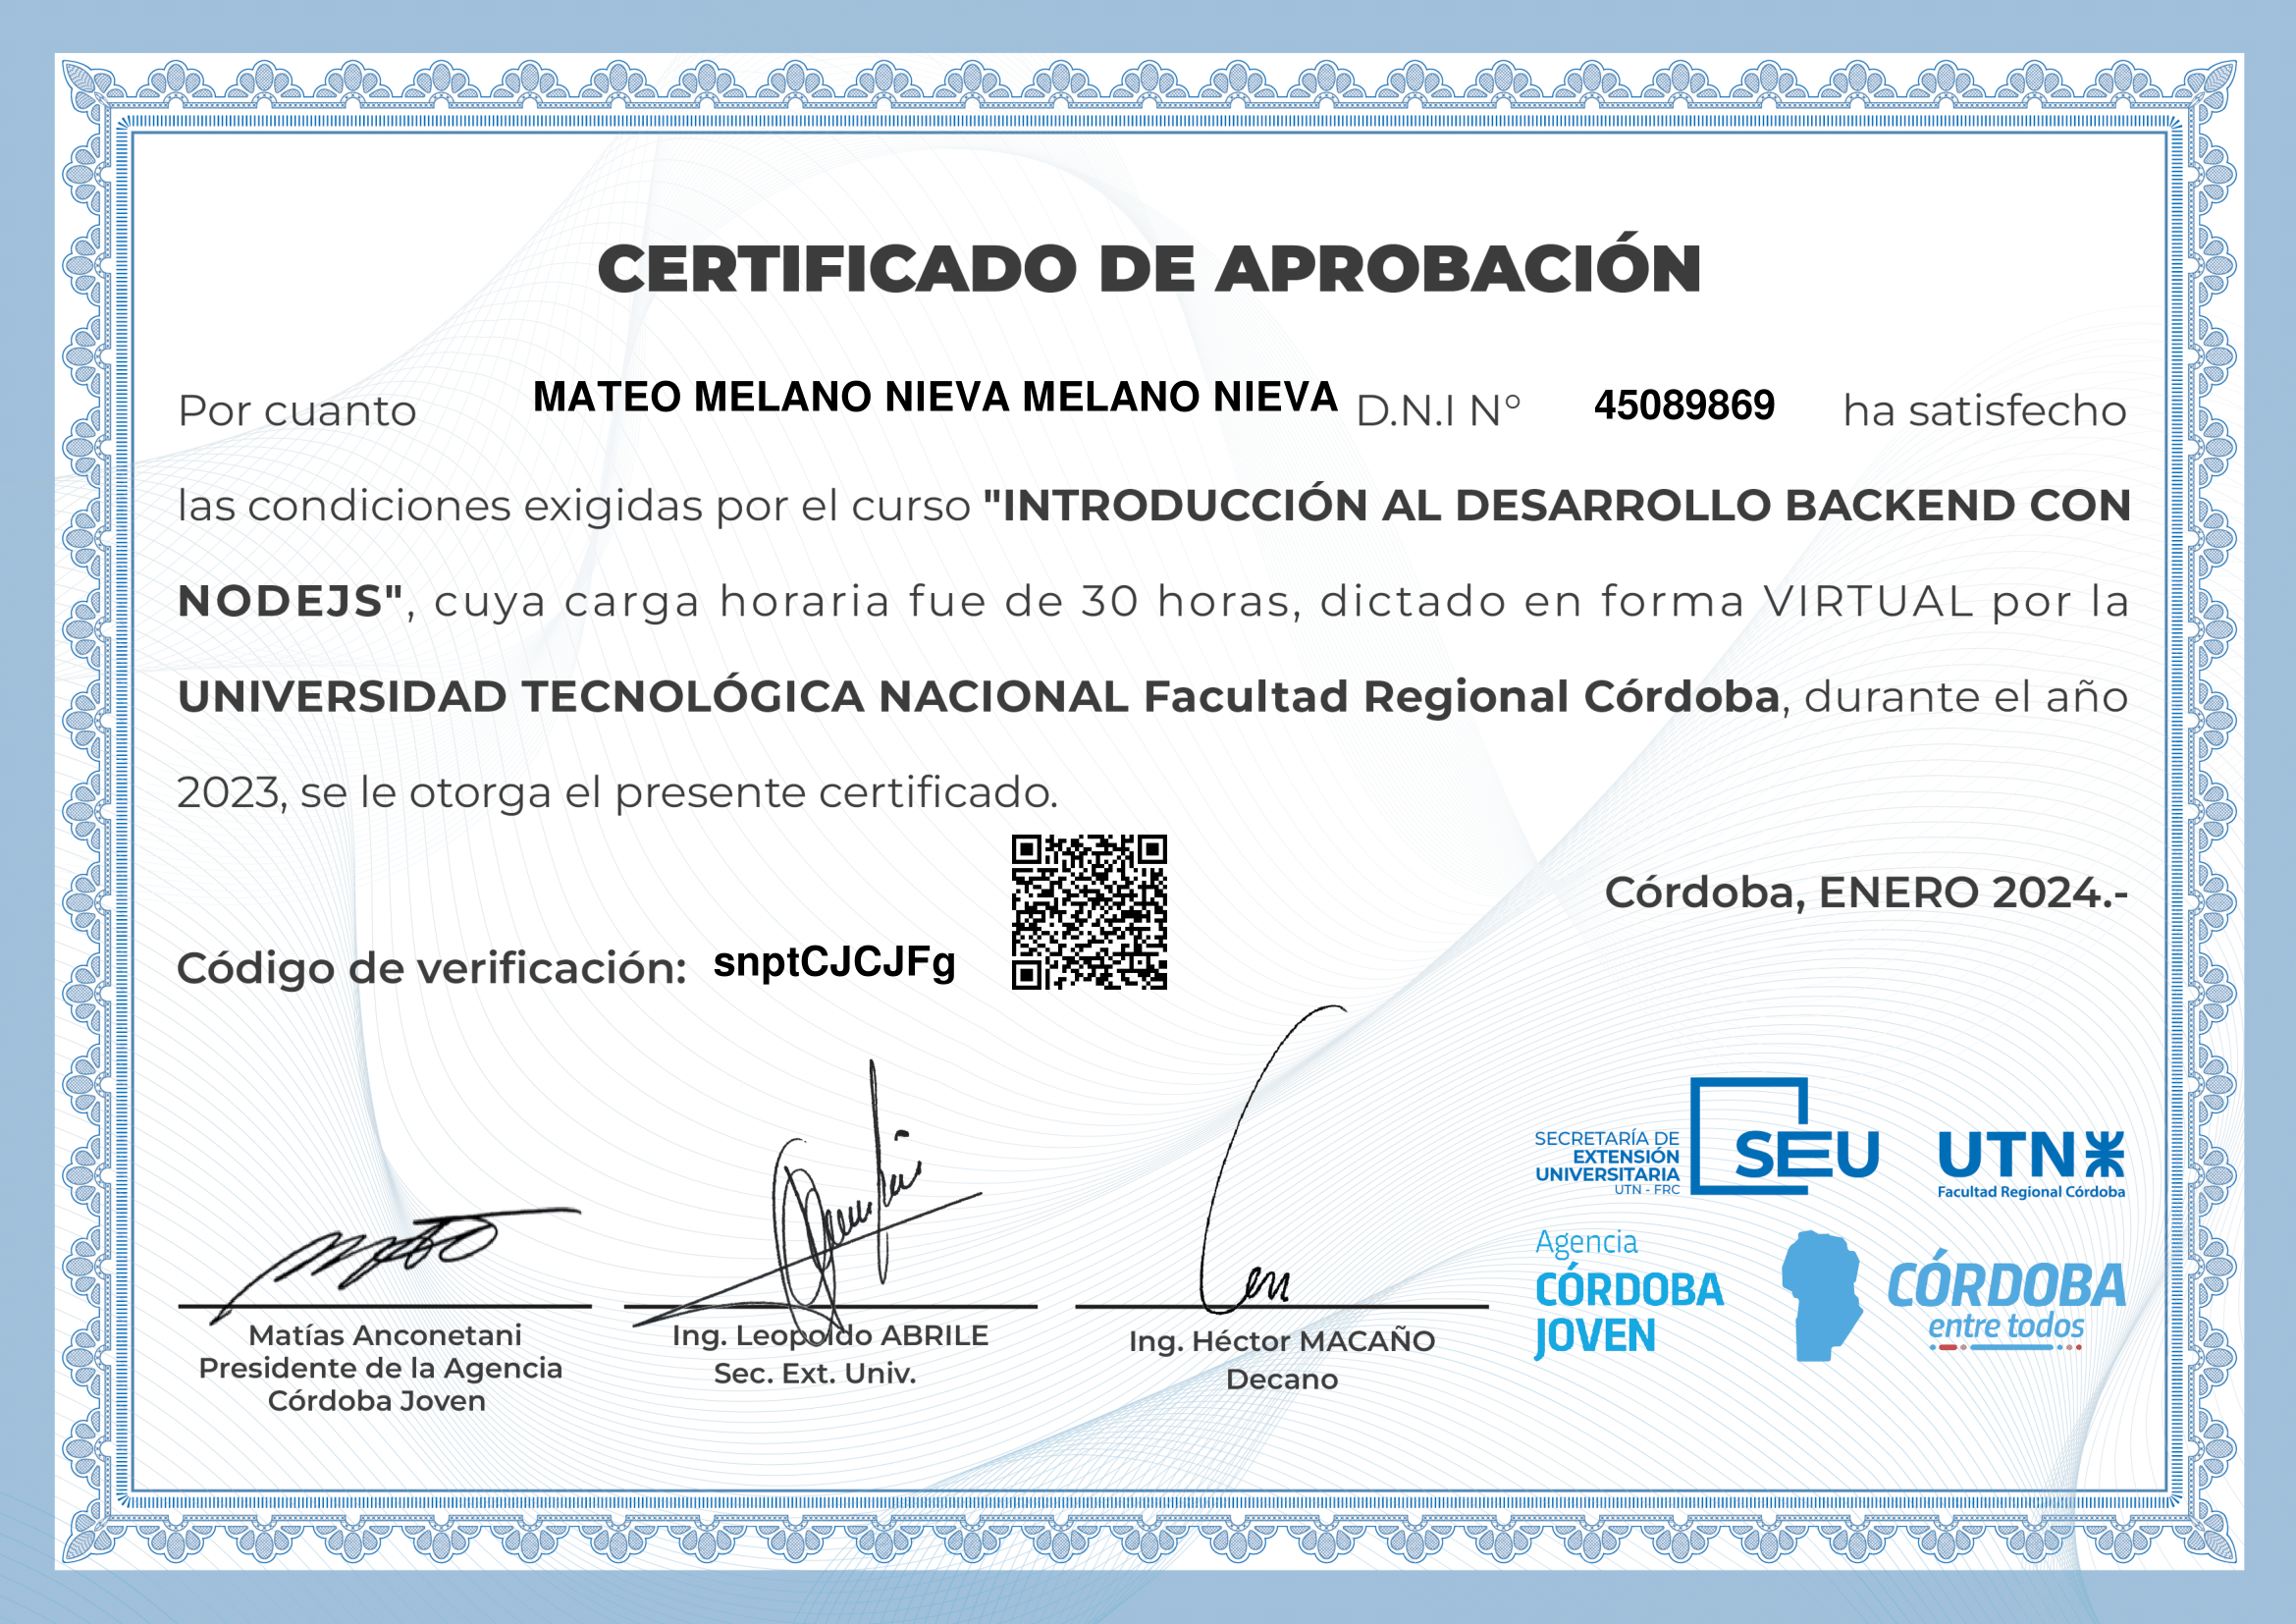 CERTIFICADO DE APROBACIÓN
Por cuanto MATEO MELANO NIEVA MELANO NIEVA D.N.I N° 45089869 ha satisfecho
las condiciones exigidas por el curso "INTRODUCCIÓN AL DESARROLLO BACKEND CON
NODEJS", cuya carga horaria fue de 30 horas, dictado en forma VIRTUAL por la
UNIVERSIDAD TECNOLÓGICA NACIONAL Facultad Regional Córdoba, durante el año
2023, se le otorga el presente certificado.
Córdoba, ENERO 2024.-
Código de verificación: snptCJCJFg
Matías Anconetani
Presidente de la Agencia
Córdoba Joven
Ing. Leopoldo ABRILE
Sec. Ext. Univ.
Ing. Héctor MACAÑO
Decano
SECRETARÍA DE
EXTENSIÓN
UNIVERSITARIA
UTN - FRC
SEU
UTN
Facultad Regional Córdoba
Agencia
CÓRDOBA
JOVEN
CÓRDOBA
entre todos